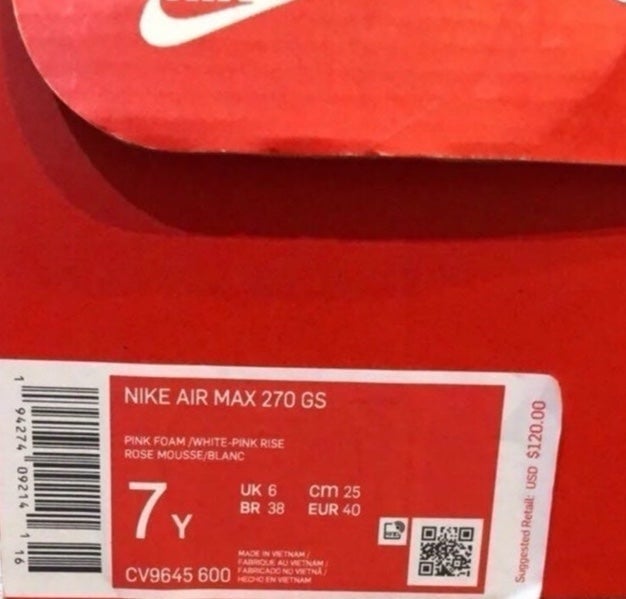 NIKE AIR MAX 270 GS
PINK FOAM /WHITE-PINK RISE
ROSE MOUSSE/BLANC
7Y
UK 6 cm 25
BR 38 EUR 40
CV9645 600
MADE IN VIETNAM /
FABRIQUE AU VIETNAM /
FABRICADO NO VIETNÃ /
HECHO EN VIETNAM
1 94274 09214 1 16
Suggested Retail: USD $120.00